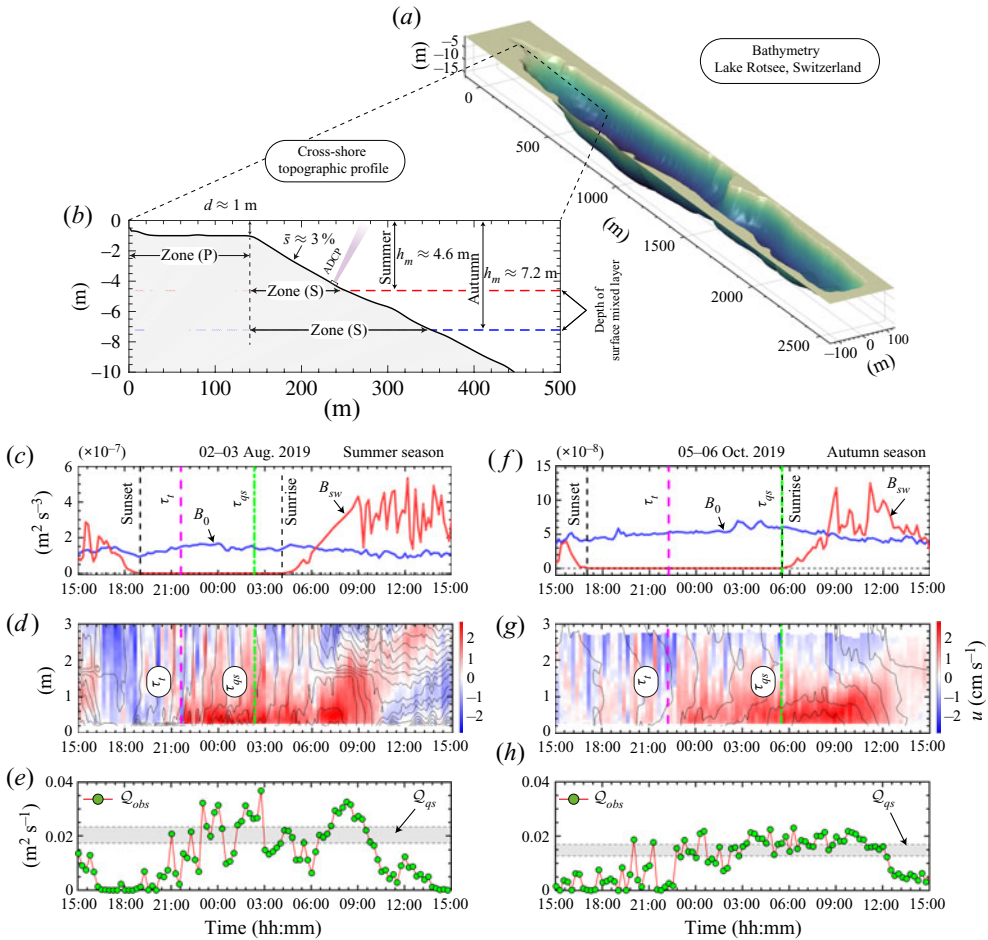 (a)
(m)
−5
−10
−15
0
500
1000
1500
2000
2500
(m)
−100
0
100
(m)
Bathymetry
Lake Rotsee, Switzerland
Cross-shore
topographic profile
(b)
d ≈ 1 m
0
−2
−4
−6
−8
−10
(m)
Zone (P)
s̄ ≈ 3 %
ADCP
Summer
h_m ≈ 4.6 m
Autumn
h_m ≈ 7.2 m
Zone (S)
Zone (S)
Depth of
surface mixed layer
0 100 200 300 400 500
(m)
(c)
(×10⁻⁷)
02–03 Aug. 2019
Summer season
6
4
2
0
(m² s⁻³)
Sunset
τ_t
B_0
τ_qs
Sunrise
B_sw
15:00 18:00 21:00 00:00 03:00 06:00 09:00 12:00 15:00
(f)
(×10⁻⁸)
05–06 Oct. 2019
Autumn season
15
10
5
0
Sunset
τ_t
B_0
τ_qs
Sunrise
B_sw
15:00 18:00 21:00 00:00 03:00 06:00 09:00 12:00 15:00
(d)
3
2
1
0
(m)
τ_t
τ_qs
2
1
0
−1
−2
15:00 18:00 21:00 00:00 03:00 06:00 09:00 12:00 15:00
(g)
3
2
1
0
τ_t
τ_qs
2
1
0
−1
−2
u (cm s⁻¹)
15:00 18:00 21:00 00:00 03:00 06:00 09:00 12:00 15:00
(e)
0.04
0.02
0
(m² s⁻¹)
Q_obs
Q_qs
15:00 18:00 21:00 00:00 03:00 06:00 09:00 12:00 15:00
Time (hh:mm)
(h)
0.04
0.02
0
Q_obs
Q_qs
15:00 18:00 21:00 00:00 03:00 06:00 09:00 12:00 15:00
Time (hh:mm)